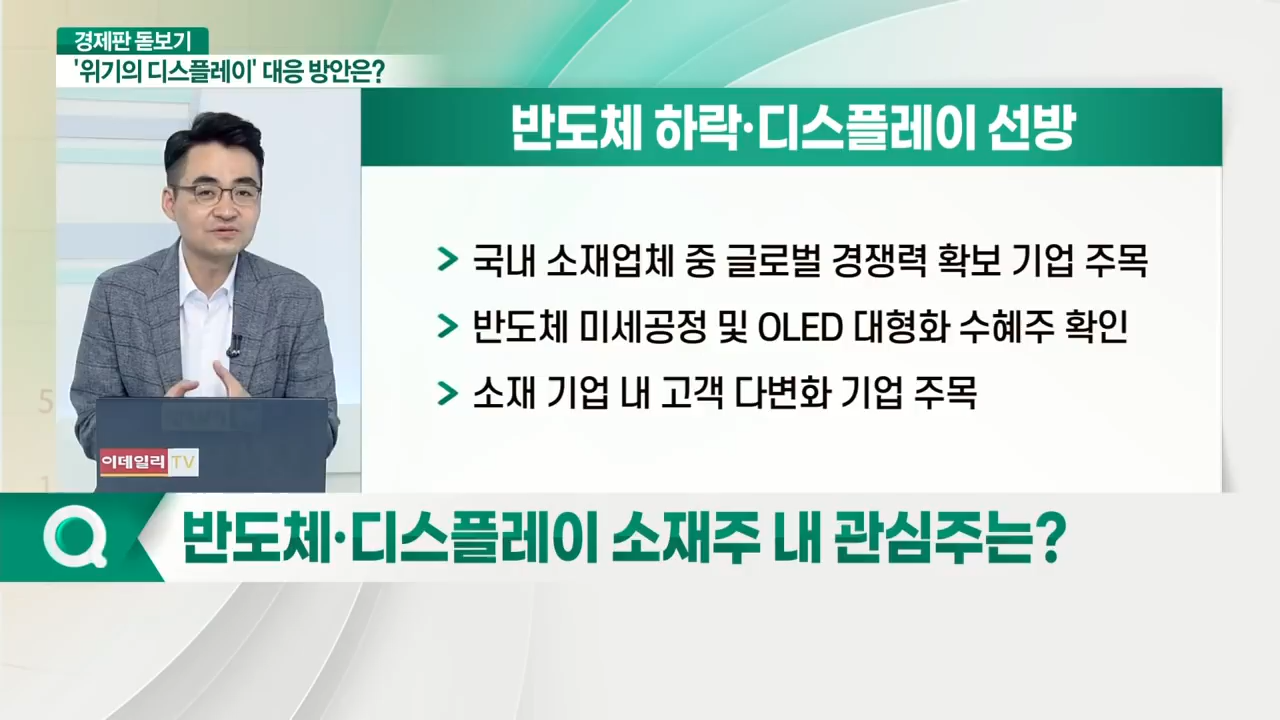 경제판 돋보기
'위기의 디스플레이' 대응 방안은?
반도체 하락·디스플레이 선방
국내 소재업체 중 글로벌 경쟁력 확보 기업 주목
반도체 미세공정 및 OLED 대형화 수혜주 확인
소재 기업 내 고객 다변화 기업 주목
5
1
이데일리 TV
Q 반도체·디스플레이 소재주 내 관심주는?